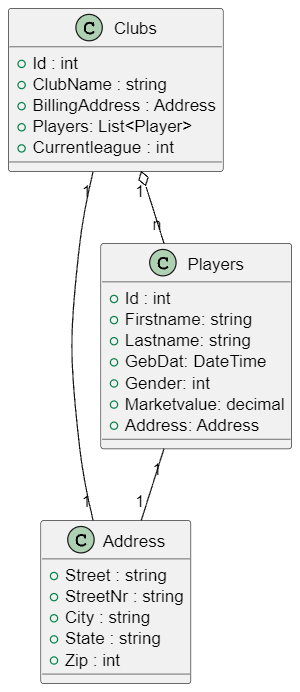 C Clubs
Id : int
ClubName : string
BillingAddress : Address
Players: List<Player>
Currentleague : int
1
1
n
C Players
Id : int
Firstname: string
Lastname: string
GebDat: DateTime
Gender: int
Marketvalue: decimal
Address: Address
1
1
1
C Address
Street : string
StreetNr : string
City : string
State : string
Zip : int